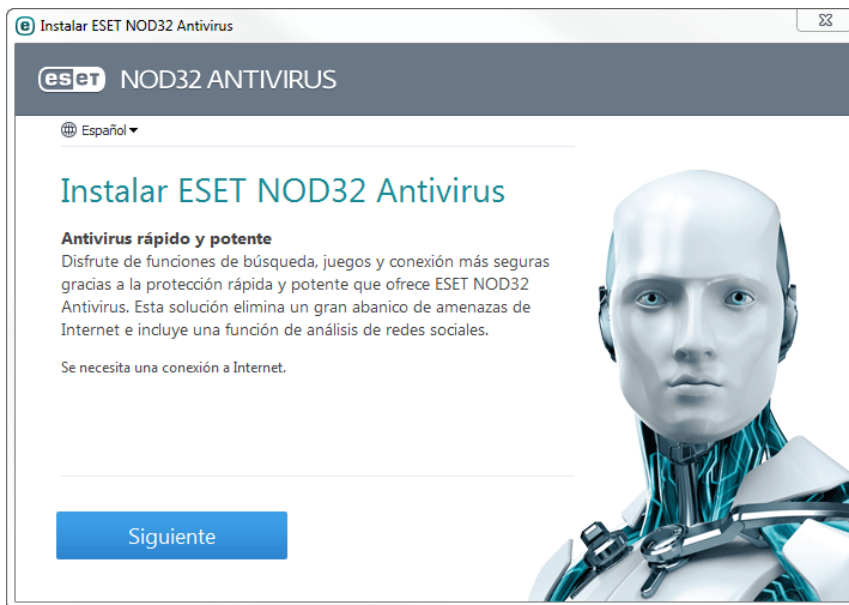 Instalar ESET NOD32 Antivirus
eseT NOD32 ANTIVIRUS
Español
Instalar ESET NOD32 Antivirus
Antivirus rápido y potente
Disfrute de funciones de búsqueda, juegos y conexión más seguras
gracias a la protección rápida y potente que ofrece ESET NOD32
Antivirus. Esta solución elimina un gran abanico de amenazas de
Internet e incluye una función de análisis de redes sociales.
Se necesita una conexión a Internet.
Siguiente